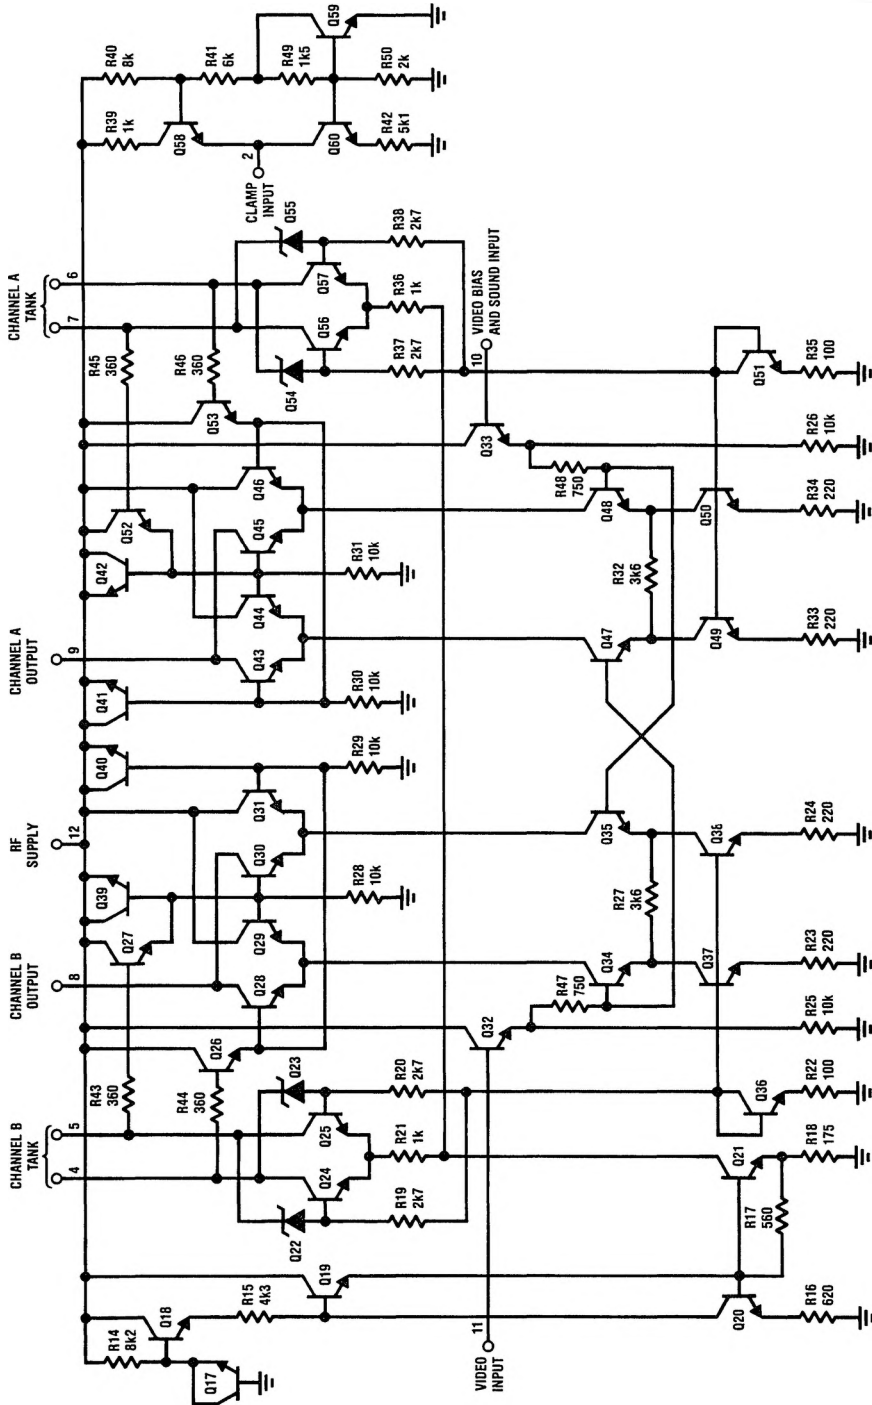 R40
8k
R41
6k
R49
1k5
R50
2k
Q59
R39
1k
Q58
Q60
R42
5k1
2
CLAMP
INPUT
CHANNEL A
TANK
6
7
Q55
R38
2k7
Q57
R36
1k
Q56
Q54
R37
2k7
R45
360
R46
360
Q53
10
VIDEO BIAS
AND SOUND INPUT
Q51
R35
100
Q33
R26
10k
R48
750
Q52
Q42
Q46
Q45
Q44
Q43
R31
10k
Q48
R32
3k6
Q50
R34
220
Q47
Q49
R33
220
CHANNEL A
OUTPUT
9
Q41
R30
10k
Q40
R29
10k
RF
SUPPLY
12
Q31
Q30
Q29
Q28
Q39
R28
10k
Q35
R27
3k6
Q36
R24
220
Q27
CHANNEL B
OUTPUT
8
Q34
R47
750
Q37
R23
220
Q26
Q32
R25
10k
R43
360
R44
360
Q23
R20
2k7
Q36
R22
100
CHANNEL B
TANK
5
4
Q25
Q24
R21
1k
Q22
R19
2k7
Q21
R18
175
R17
560
Q19
Q20
R16
620
R14
8k2
Q18
R15
4k3
Q17
11
VIDEO
INPUT